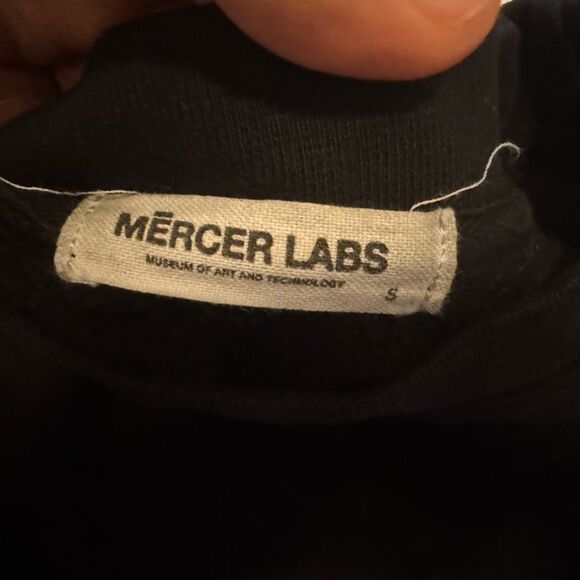 MĒRCER LABS
MUSEUM OF ART AND TECHNOLOGY
S